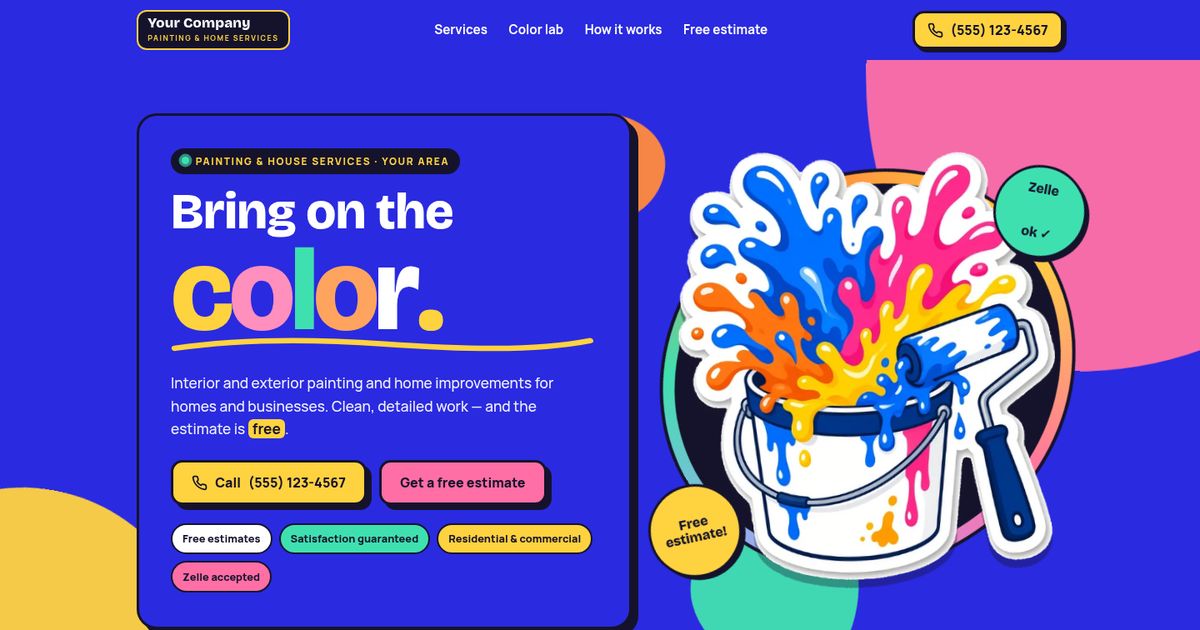 Your Company
PAINTING & HOME SERVICES
Services
Color lab
How it works
Free estimate
(555) 123-4567
PAINTING & HOUSE SERVICES · YOUR AREA
Bring on the
color.
Interior and exterior painting and home improvements for
homes and businesses. Clean, detailed work — and the
estimate is free.
Call (555) 123-4567
Get a free estimate
Free estimates
Satisfaction guaranteed
Residential & commercial
Zelle accepted
Zelle
ok ✓
Free
estimate!